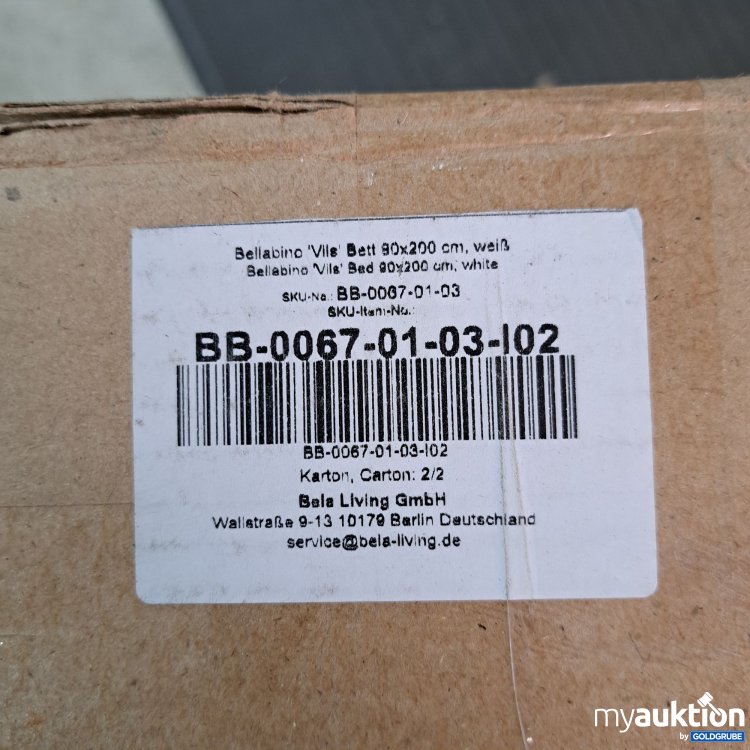 Bellabino 'Vils' Bett 90x200 cm, weiß
Bellabino 'Vils' Bed 90x200 cm, white
SKU-No.: BB-0067-01-03
SKU-Item-No.:
BB-0067-01-03-I02
BB-0067-01-03-I02
Karton, Carton: 2/2
Bela Living GmbH
Wallstraße 9-13 10179 Berlin Deutschland
service@bela-living.de
myauktion
by GOLDGRUBE